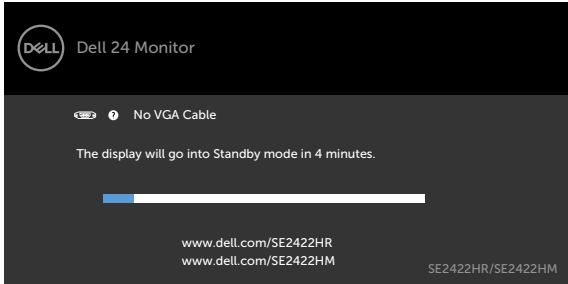 DELL
Dell 24 Monitor
? No VGA Cable
The display will go into Standby mode in 4 minutes.
www.dell.com/SE2422HR
www.dell.com/SE2422HM
SE2422HR/SE2422HM